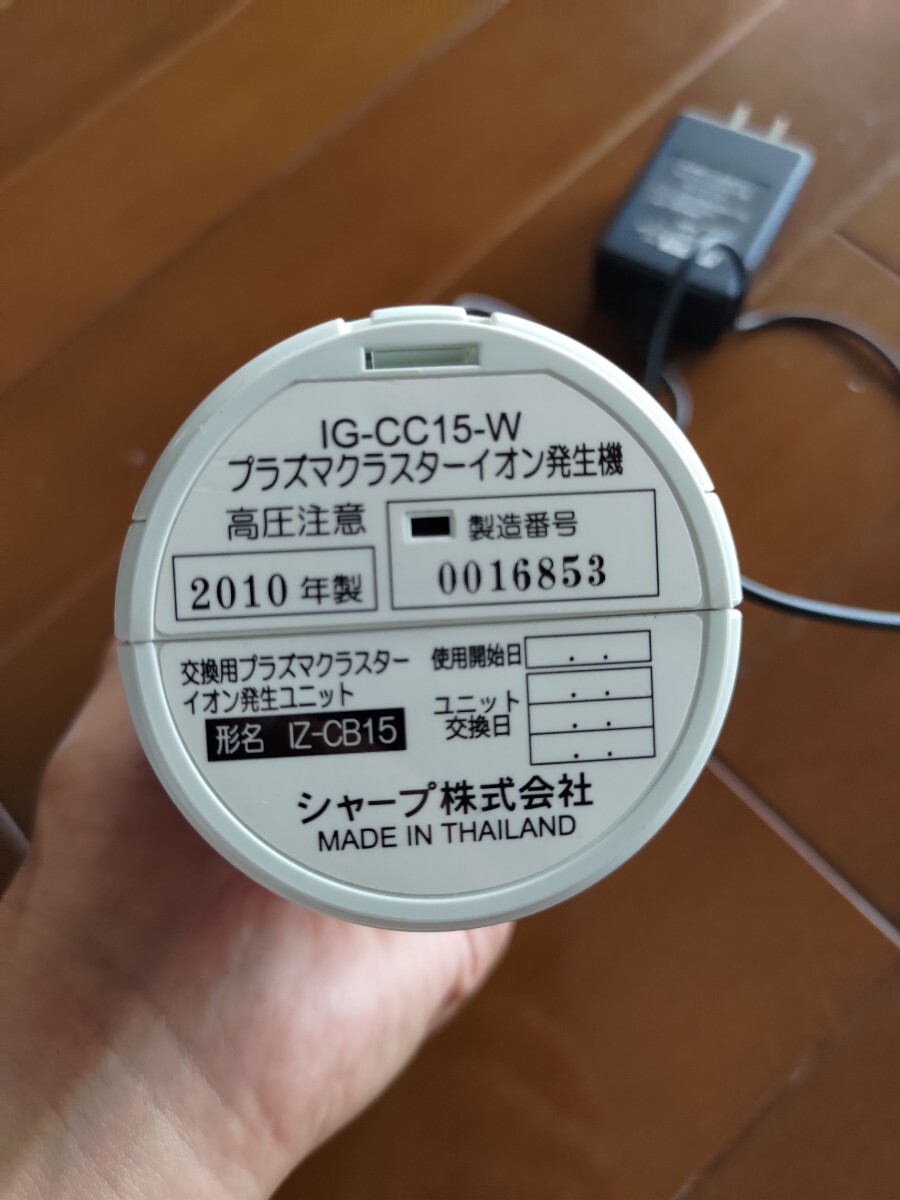 IG-CC15-W
プラズマクラスターイオン発生機
高圧注意
2010 年製
製造番号
0016853
交換用プラズマクラスター
イオン発生ユニット
形名 IZ-CB15
使用開始日 . .
ユニット
交換日
. .
. .
. .
シャープ株式会社
MADE IN THAILAND